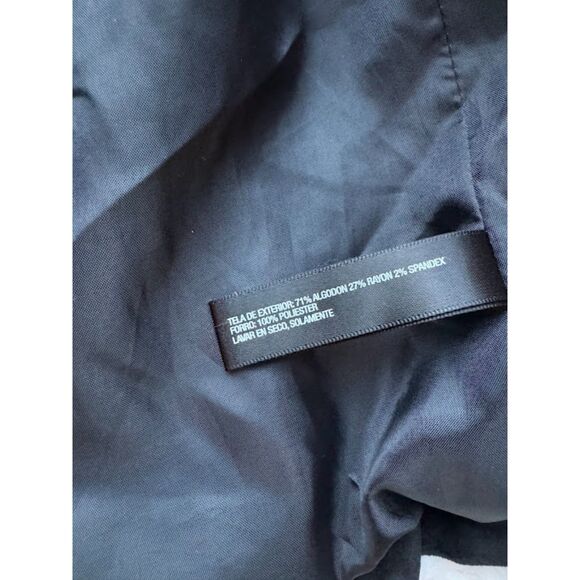 TELA DE EXTERIOR: 71% ALGODON 27% RAYON 2% SPANDEX
FORRO: 100% POLIESTER
LAVAR EN SECO, SOLAMENTE